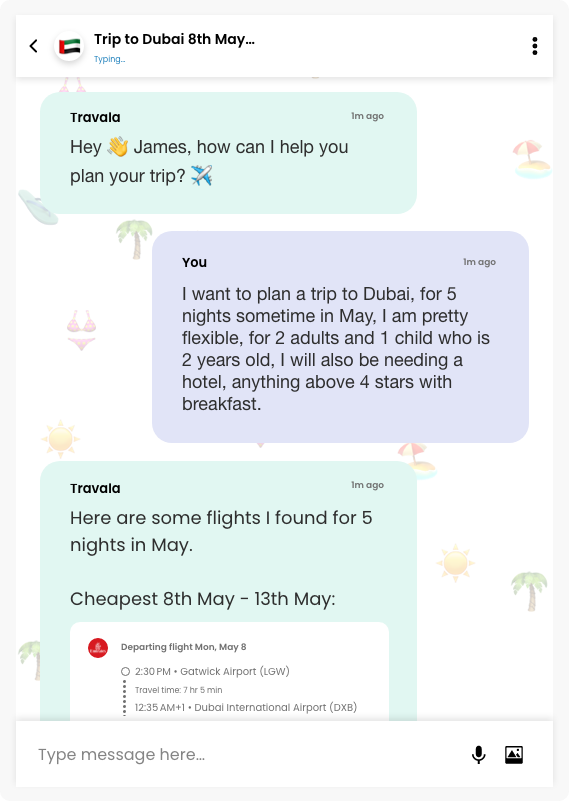 Trip to Dubai 8th May...
Typing...
Travala
1m ago
Hey 👋 James, how can I help you
plan your trip? ✈️
You
1m ago
I want to plan a trip to Dubai, for 5
nights sometime in May, I am pretty
flexible, for 2 adults and 1 child who is
2 years old, I will also be needing a
hotel, anything above 4 stars with
breakfast.
Travala
1m ago
Here are some flights I found for 5
nights in May.
Cheapest 8th May - 13th May:
Emirates
Departing flight Mon, May 8
2:30 PM • Gatwick Airport (LGW)
Travel time: 7 hr 5 min
12:35 AM+1 • Dubai International Airport (DXB)
Type message here...